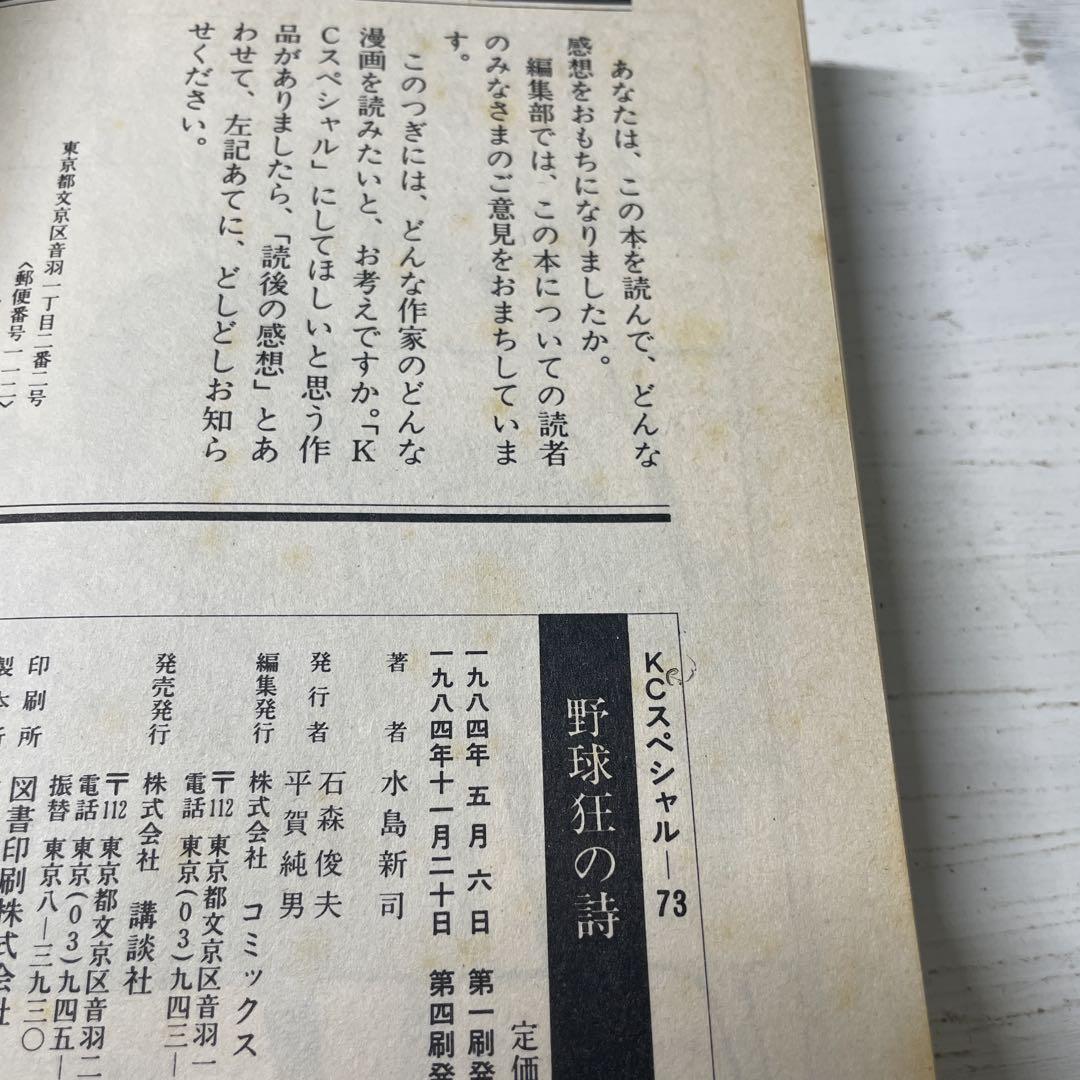 あなたは、この本を読んで、どんな
感想をおもちになりましたか。
編集部では、この本についての読者
のみなさまのご意見をおまちしていま
す。
このつぎには、どんな作家のどんな
漫画を読みたいと、お考えですか。「K
Cスペシャル」にしてほしいと思う作
品がありましたら、「読後の感想」とあ
わせて、左記あてに、どしどしお知ら
せください。
東京都文京区音羽一丁目二番二号
〈郵便番号一一二〉
KCスペシャル—73
野球狂の詩
定価
一九八四年 五月 六日 第一刷発
一九八四年十一月二十日 第四刷発
著者 水島新司
発行者 石森俊夫
平賀純男
編集発行 株式会社 コミックス
〒112 東京都文京区音羽一
電話 東京(03)九四三—
発売発行 株式会社 講談社
〒112 東京都文京区音羽二
電話 東京(03)九四五—
振替 東京八—三九三〇
印刷所 図書印刷株式会社
製本所